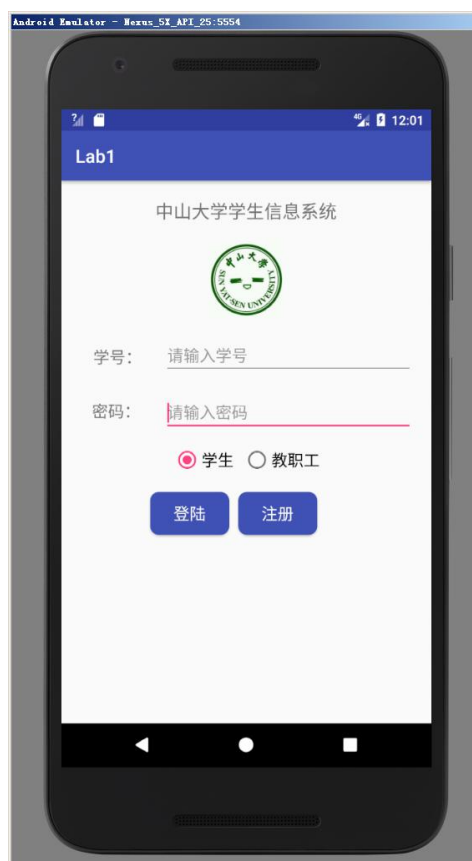 Android Emulator - Nexus_5X_API_25:5554
4G 12:01
Lab1
中山大学学生信息系统
中山大学
SUN YAT-SEN UNIVERSITY
学号: 请输入学号
密码: 请输入密码
学生 教职工
登陆 注册